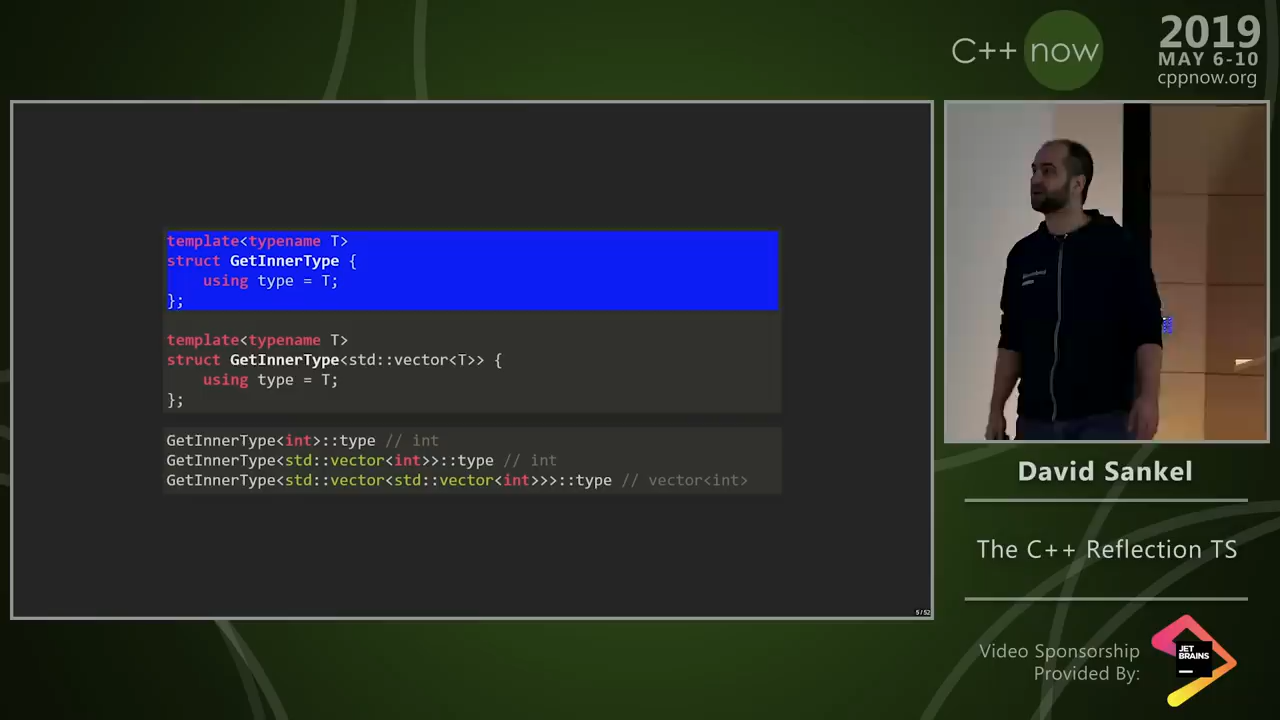 C++ now
2019
MAY 6-10
cppnow.org
template<typename T>
struct GetInnerType {
    using type = T;
};
template<typename T>
struct GetInnerType<std::vector<T>> {
    using type = T;
};
GetInnerType<int>::type // int
GetInnerType<std::vector<int>>::type // int
GetInnerType<std::vector<std::vector<int>>>::type // vector<int>
5/52
David Sankel
The C++ Reflection TS
Video Sponsorship
Provided By:
JET
BRAINS